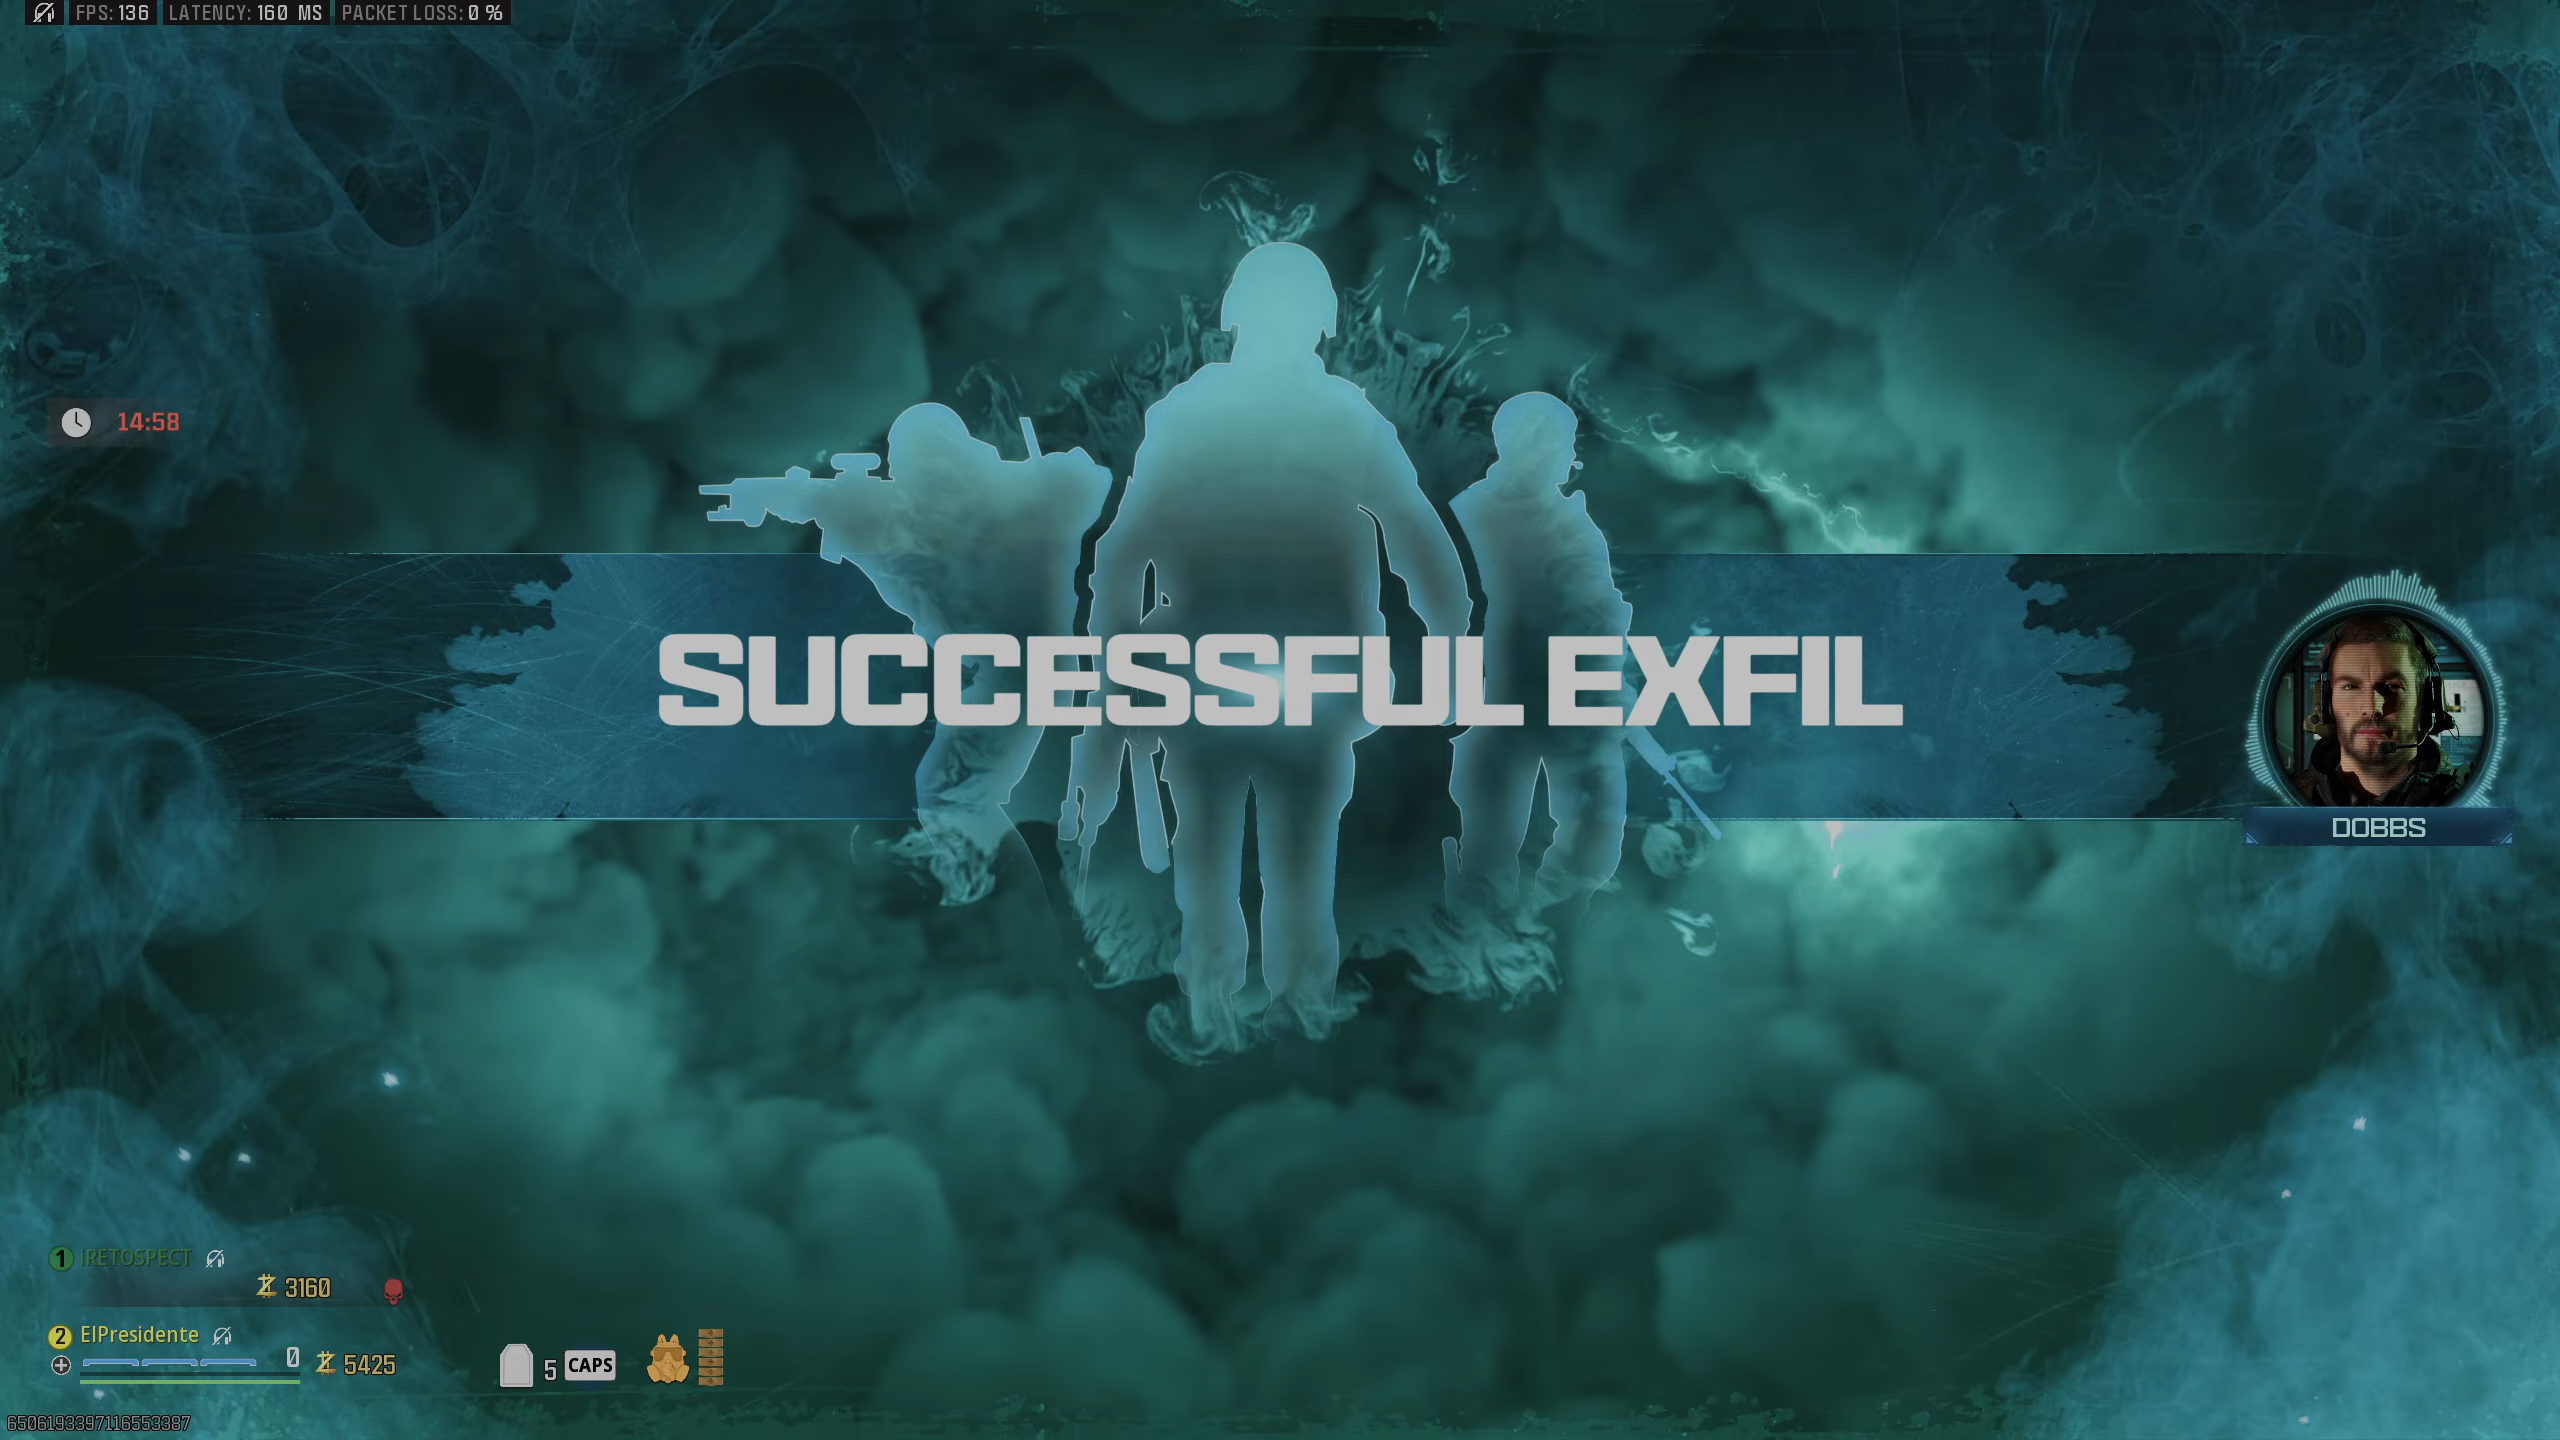 FPS: 136 LATENCY: 160 MS PACKET LOSS: 0 %
14:58
SUCCESSFUL EXFIL
DOBBS
1 iRETOSPECT
3160
2 ElPresidente
0 5425
5 CAPS
6506193397116553387